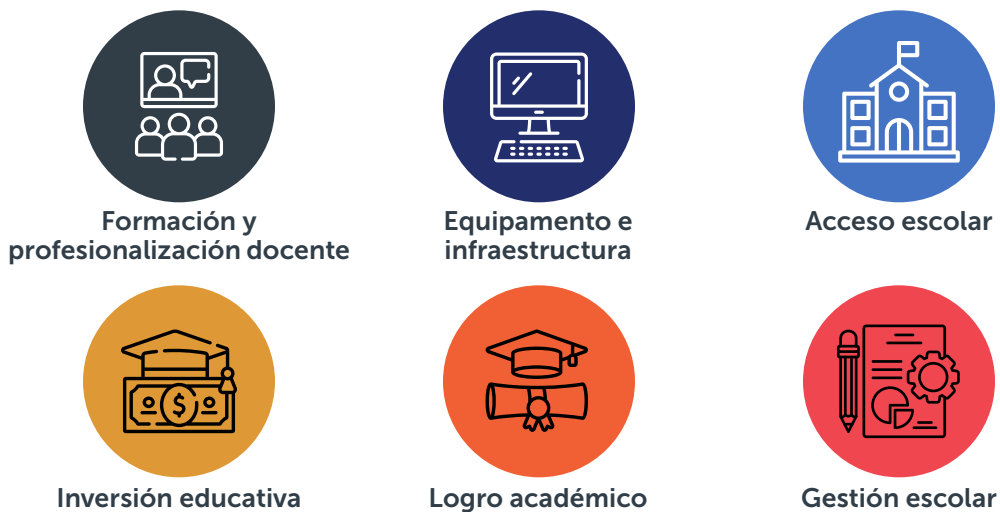 Formación y
profesionalización docente
Equipamento e
infraestructura
Acceso escolar
$
Inversión educativa
Logro académico
Gestión escolar